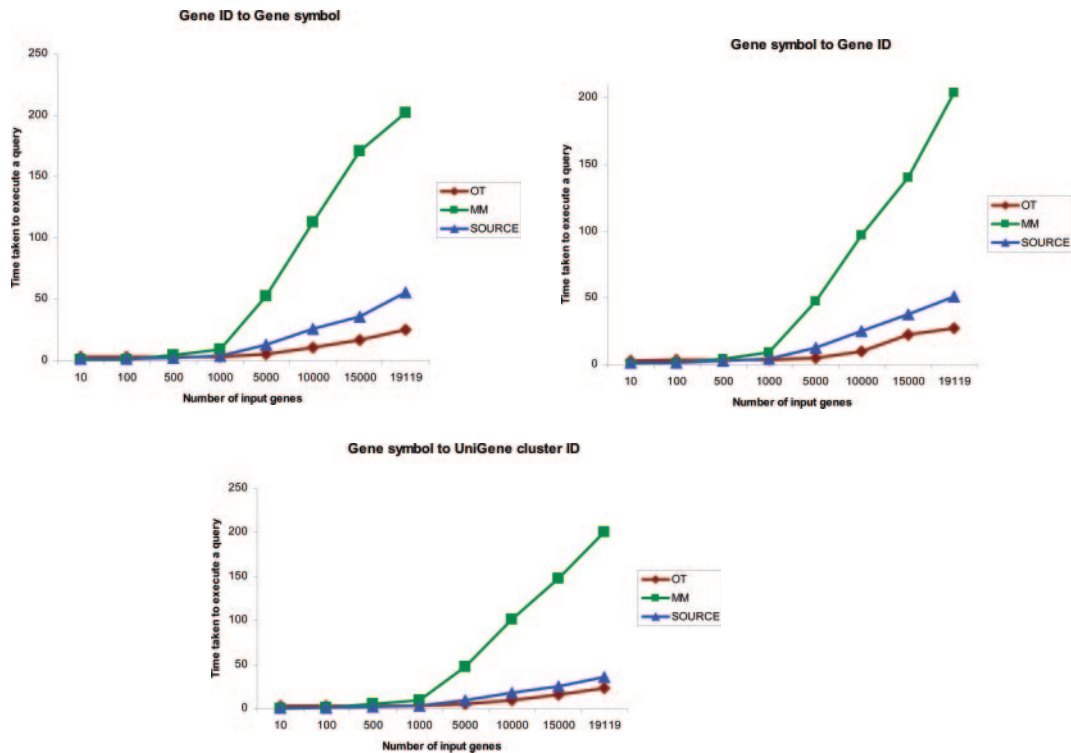 Gene ID to Gene symbol
250
200
150
100
50
0
Time taken to execute a query
10 100 500 1000 5000 10000 15000 19119
Number of input genes
OT
MM
SOURCE
Gene symbol to Gene ID
200
150
100
50
0
Time taken to execute a query
10 100 500 1000 5000 10000 15000 19119
Number of input genes
OT
MM
SOURCE
Gene symbol to UniGene cluster ID
250
200
150
100
50
0
Time taken to execute a query
10 100 500 1000 5000 10000 15000 19119
Number of input genes
OT
MM
SOURCE